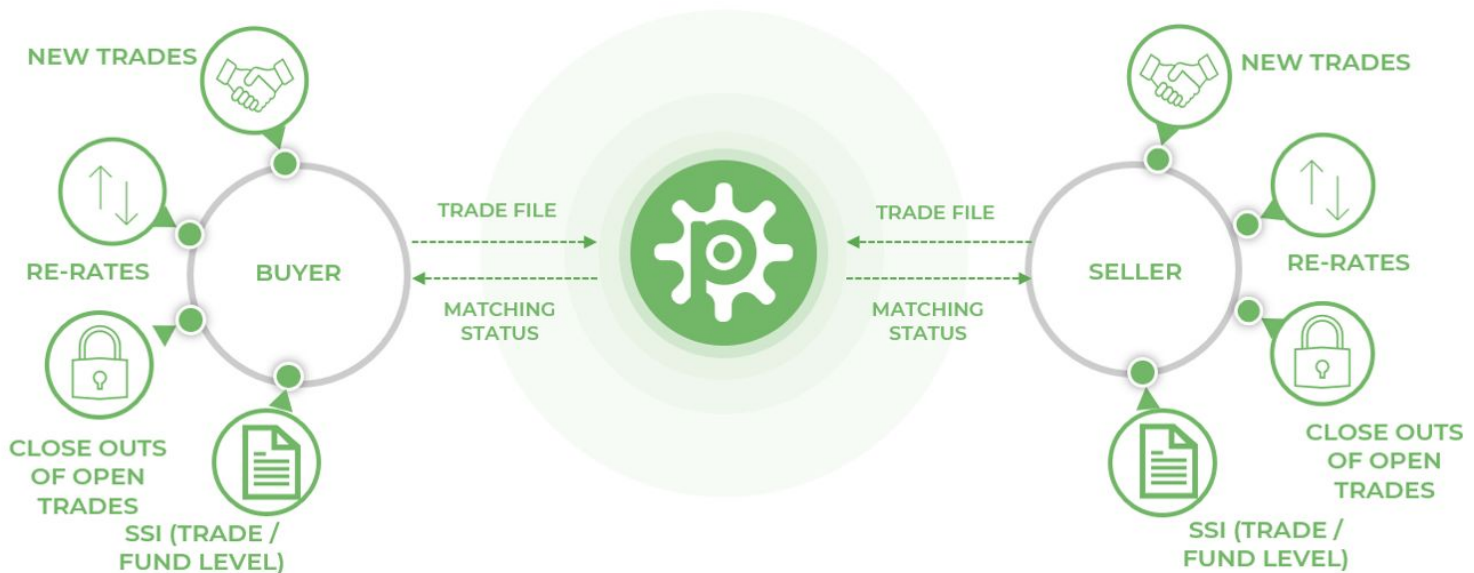 NEW TRADES
RE-RATES
BUYER
CLOSE OUTS
OF OPEN
TRADES
SSI (TRADE /
FUND LEVEL)
TRADE FILE
MATCHING
STATUS
p
TRADE FILE
MATCHING
STATUS
NEW TRADES
RE-RATES
SELLER
CLOSE OUTS
OF OPEN
TRADES
SSI (TRADE /
FUND LEVEL)